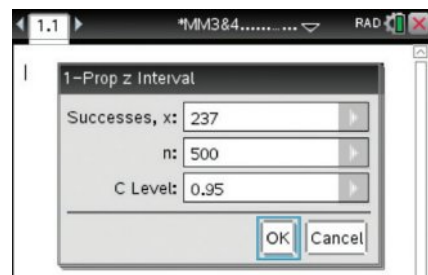 1.1 *MM3&4......... RAD
1-Prop z Interval
Successes, x: 237
n: 500
C Level: 0.95
OK Cancel